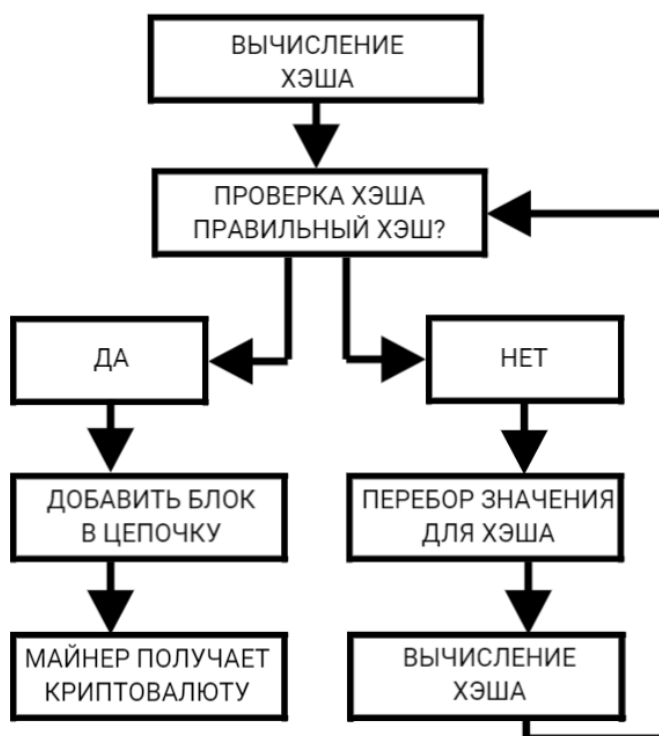 ВЫЧИСЛЕНИЕ
ХЭША
ПРОВЕРКА ХЭША
ПРАВИЛЬНЫЙ ХЭШ?
ДА
НЕТ
ДОБАВИТЬ БЛОК
В ЦЕПОЧКУ
ПЕРЕБОР ЗНАЧЕНИЯ
ДЛЯ ХЭША
МАЙНЕР ПОЛУЧАЕТ
КРИПТОВАЛЮТУ
ВЫЧИСЛЕНИЕ
ХЭША